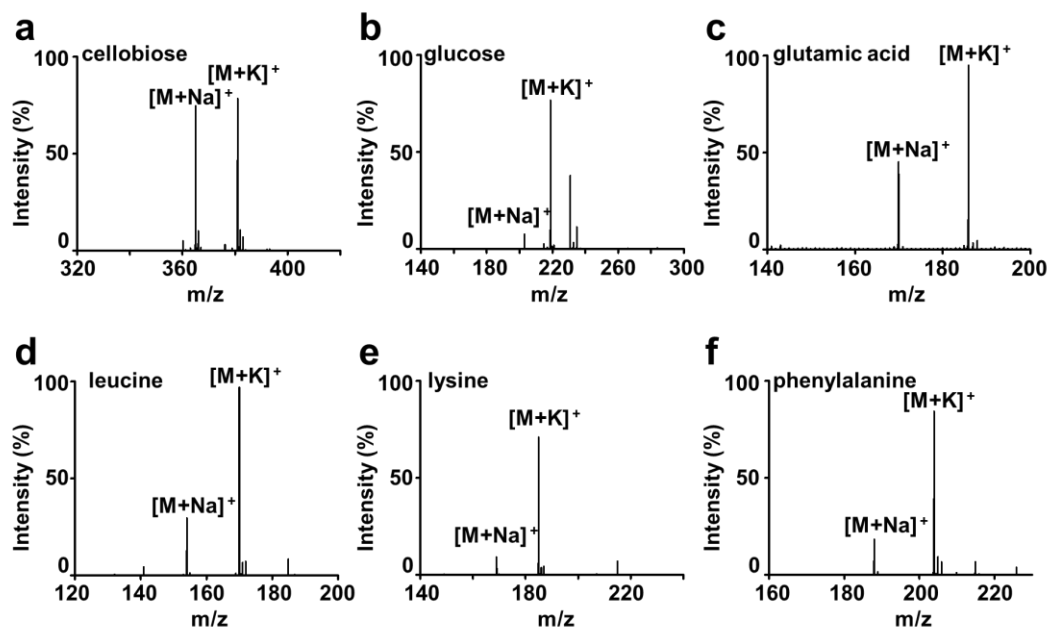 a
cellobiose
100
50
0
Intensity (%)
[M+Na]+
[M+K]+
320 360 400
m/z
b
glucose
100
50
0
Intensity (%)
[M+K]+
[M+Na]+
140 180 220 260 300
m/z
c
glutamic acid
100
50
0
Intensity (%)
[M+K]+
[M+Na]+
140 160 180 200
m/z
d
leucine
100
50
0
Intensity (%)
[M+K]+
[M+Na]+
120 140 160 180 200
m/z
e
lysine
100
50
0
Intensity (%)
[M+K]+
[M+Na]+
140 180 220
m/z
f
phenylalanine
100
50
0
Intensity (%)
[M+K]+
[M+Na]+
160 180 200 220
m/z